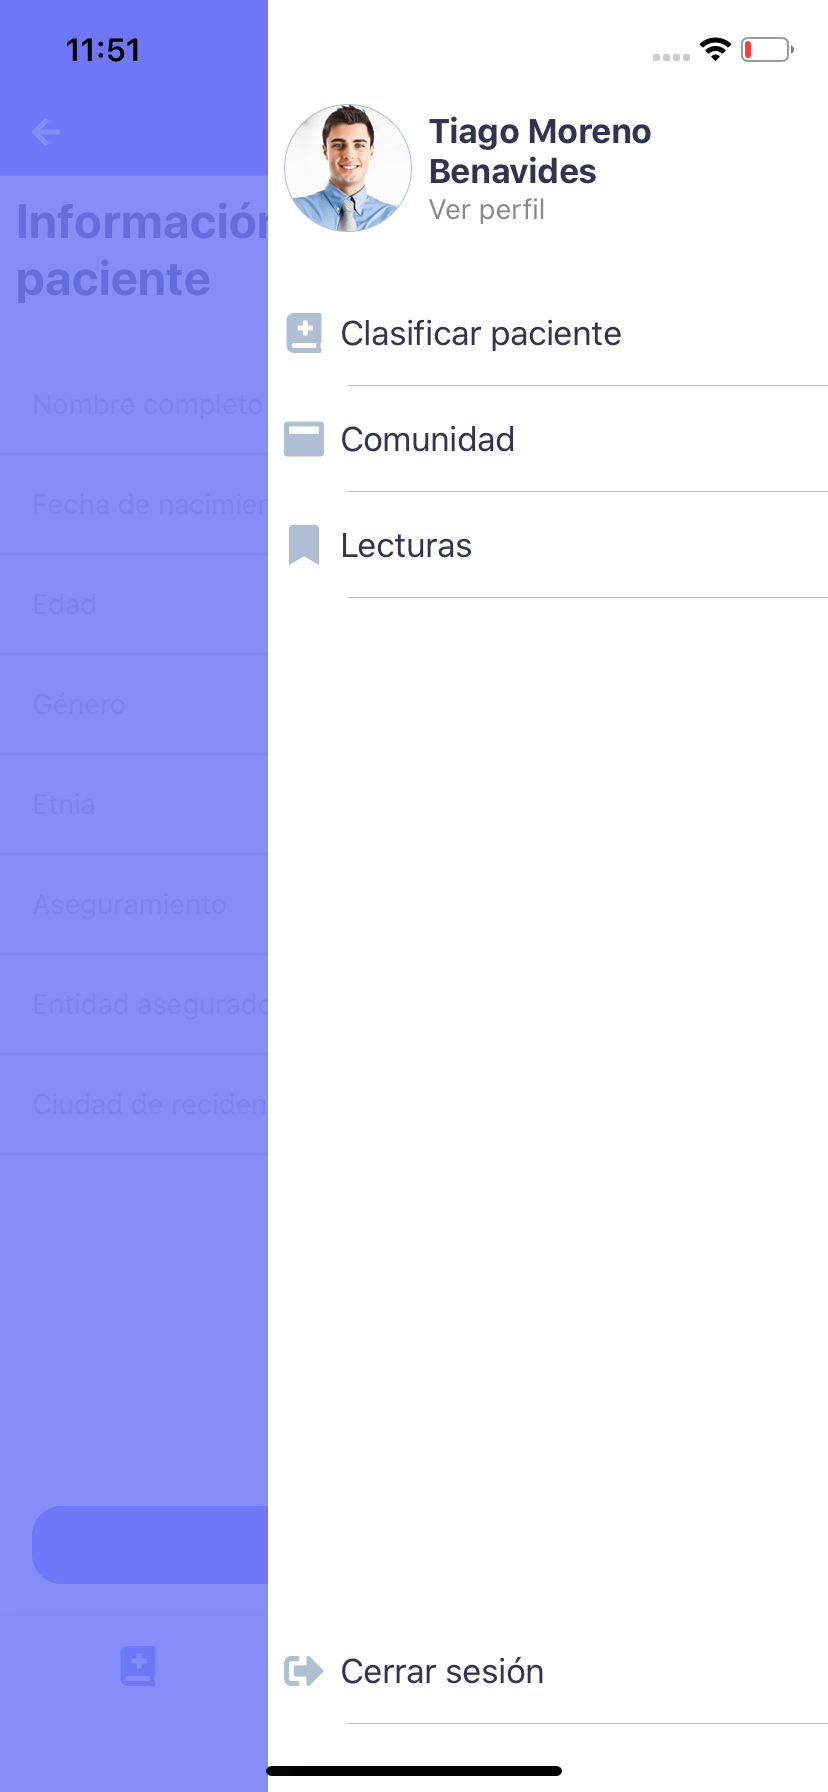 11:51
Tiago Moreno
Benavides
Ver perfil
Información
paciente
Clasificar paciente
Nombre completo
Comunidad
Fecha de nacimien
Lecturas
Edad
Género
Etnia
Aseguramiento
Entidad asegurado
Ciudad de reciden
Cerrar sesión